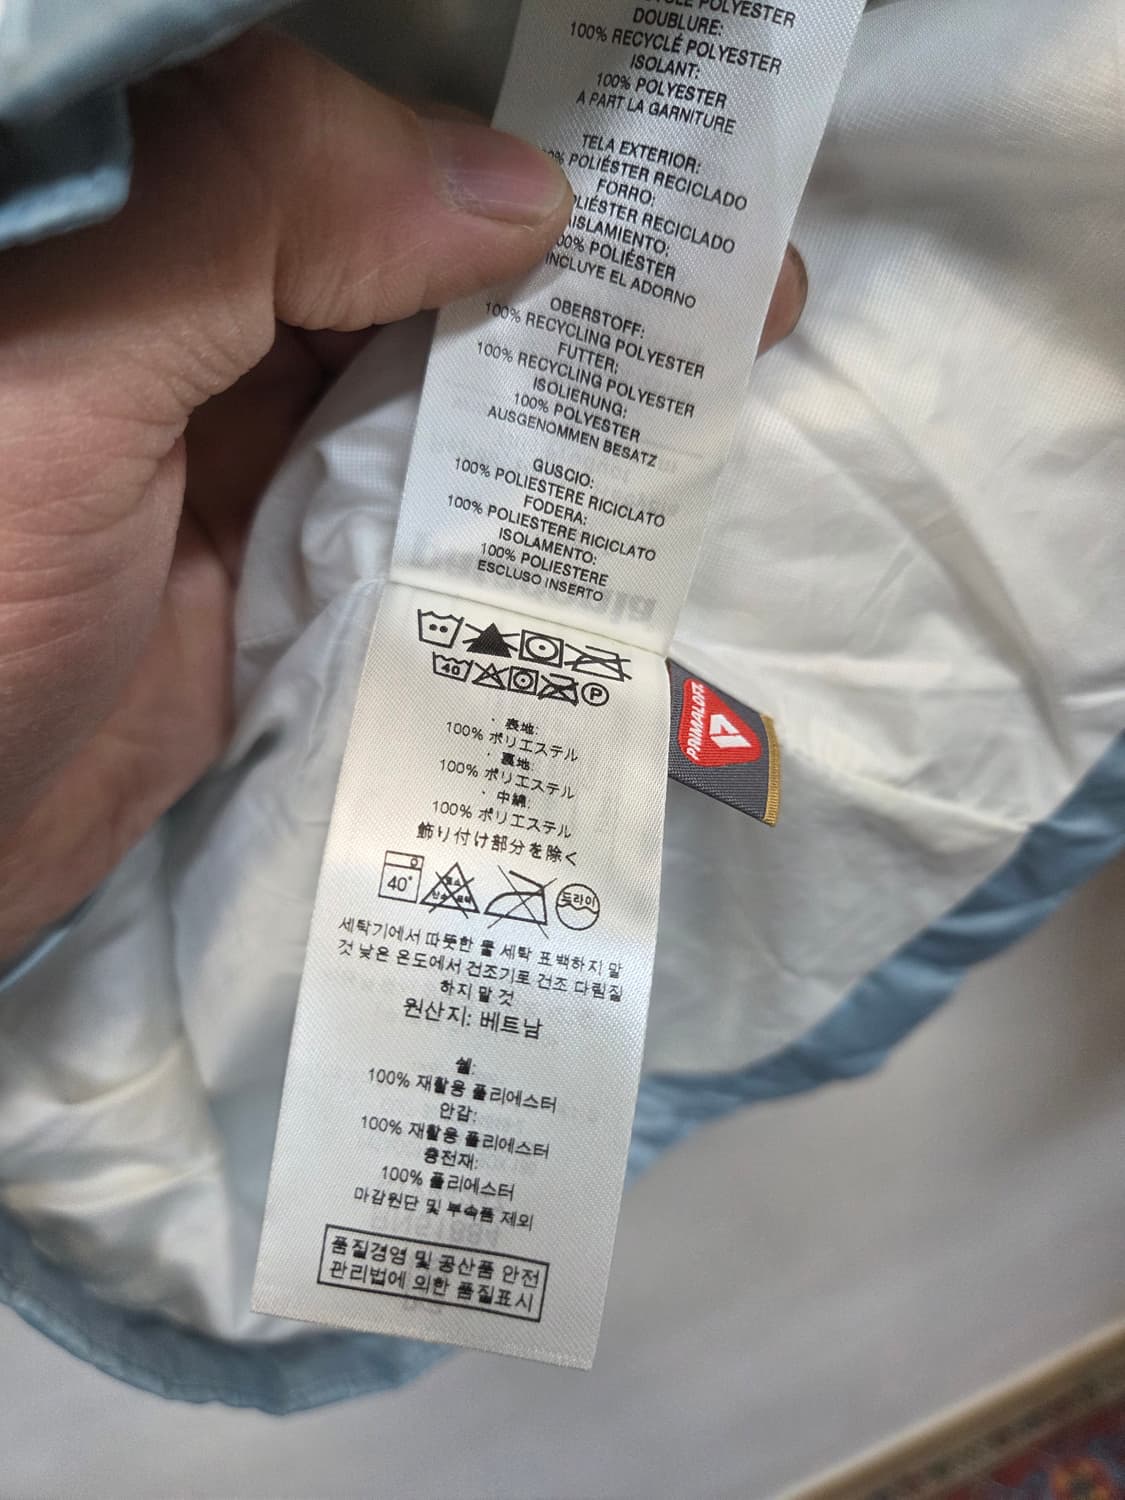 POLYESTER
DOUBLURE:
100% RECYCLÉ POLYESTER
ISOLANT:
100% POLYESTER
A PART LA GARNITURE
TELA EXTERIOR:
POLIÉSTER RECICLADO
FORRO:
RECICLADO
AISLAMIENTO:
POLIÉSTER
INCLUYE EL ADORNO
OBERSTOFF:
100% RECYCLING POLYESTER
FUTTER:
100% RECYCLING POLYESTER
ISOLIERUNG:
100% POLYESTER
AUSGENOMMEN BESATZ
GUSCIO:
100% POLIESTERE RICICLATO
FODERA:
100% POLIESTERE RICICLATO
ISOLAMENTO:
100% POLIESTERE
ESCLUSO INSERTO
40 P
PRIMALOFT
・表地:
100% ポリエステル
・裏地:
100% ポリエステル
・中綿:
100% ポリエステル
飾り付け部分を除く
40° 드라이
세탁기에서 따뜻한 물 세탁 표백하지 말
것 낮은 온도에서 건조기로 건조 다림질
하지 말 것
원산지: 베트남
쉘:
100% 재활용 폴리에스터
안감:
100% 재활용 폴리에스터
충전재:
100% 폴리에스터
마감원단 및 부속품 제외
품질경영 및 공산품 안전
관리법에 의한 품질표시